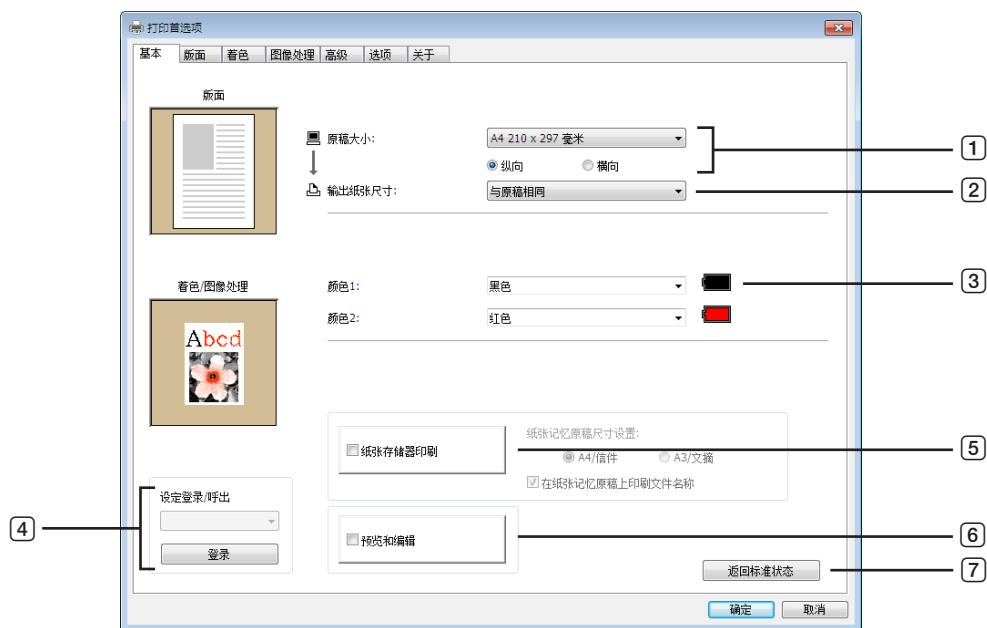 打印首选项
基本 版面 着色 图像处理 高级 选项 关于
版面
原稿大小: A4 210 x 297 毫米
1
纵向 横向
输出纸张尺寸: 与原稿相同
2
着色/图像处理
颜色1: 黑色
3
颜色2: 红色
Abcd
纸张存储器印刷
纸张记忆原稿尺寸设置:
A4/信件 A3/文摘
在纸张记忆原稿上印刷文件名称
5
设定登录/呼出
4
登录
预览和编辑
6
返回标准状态
7
确定 取消